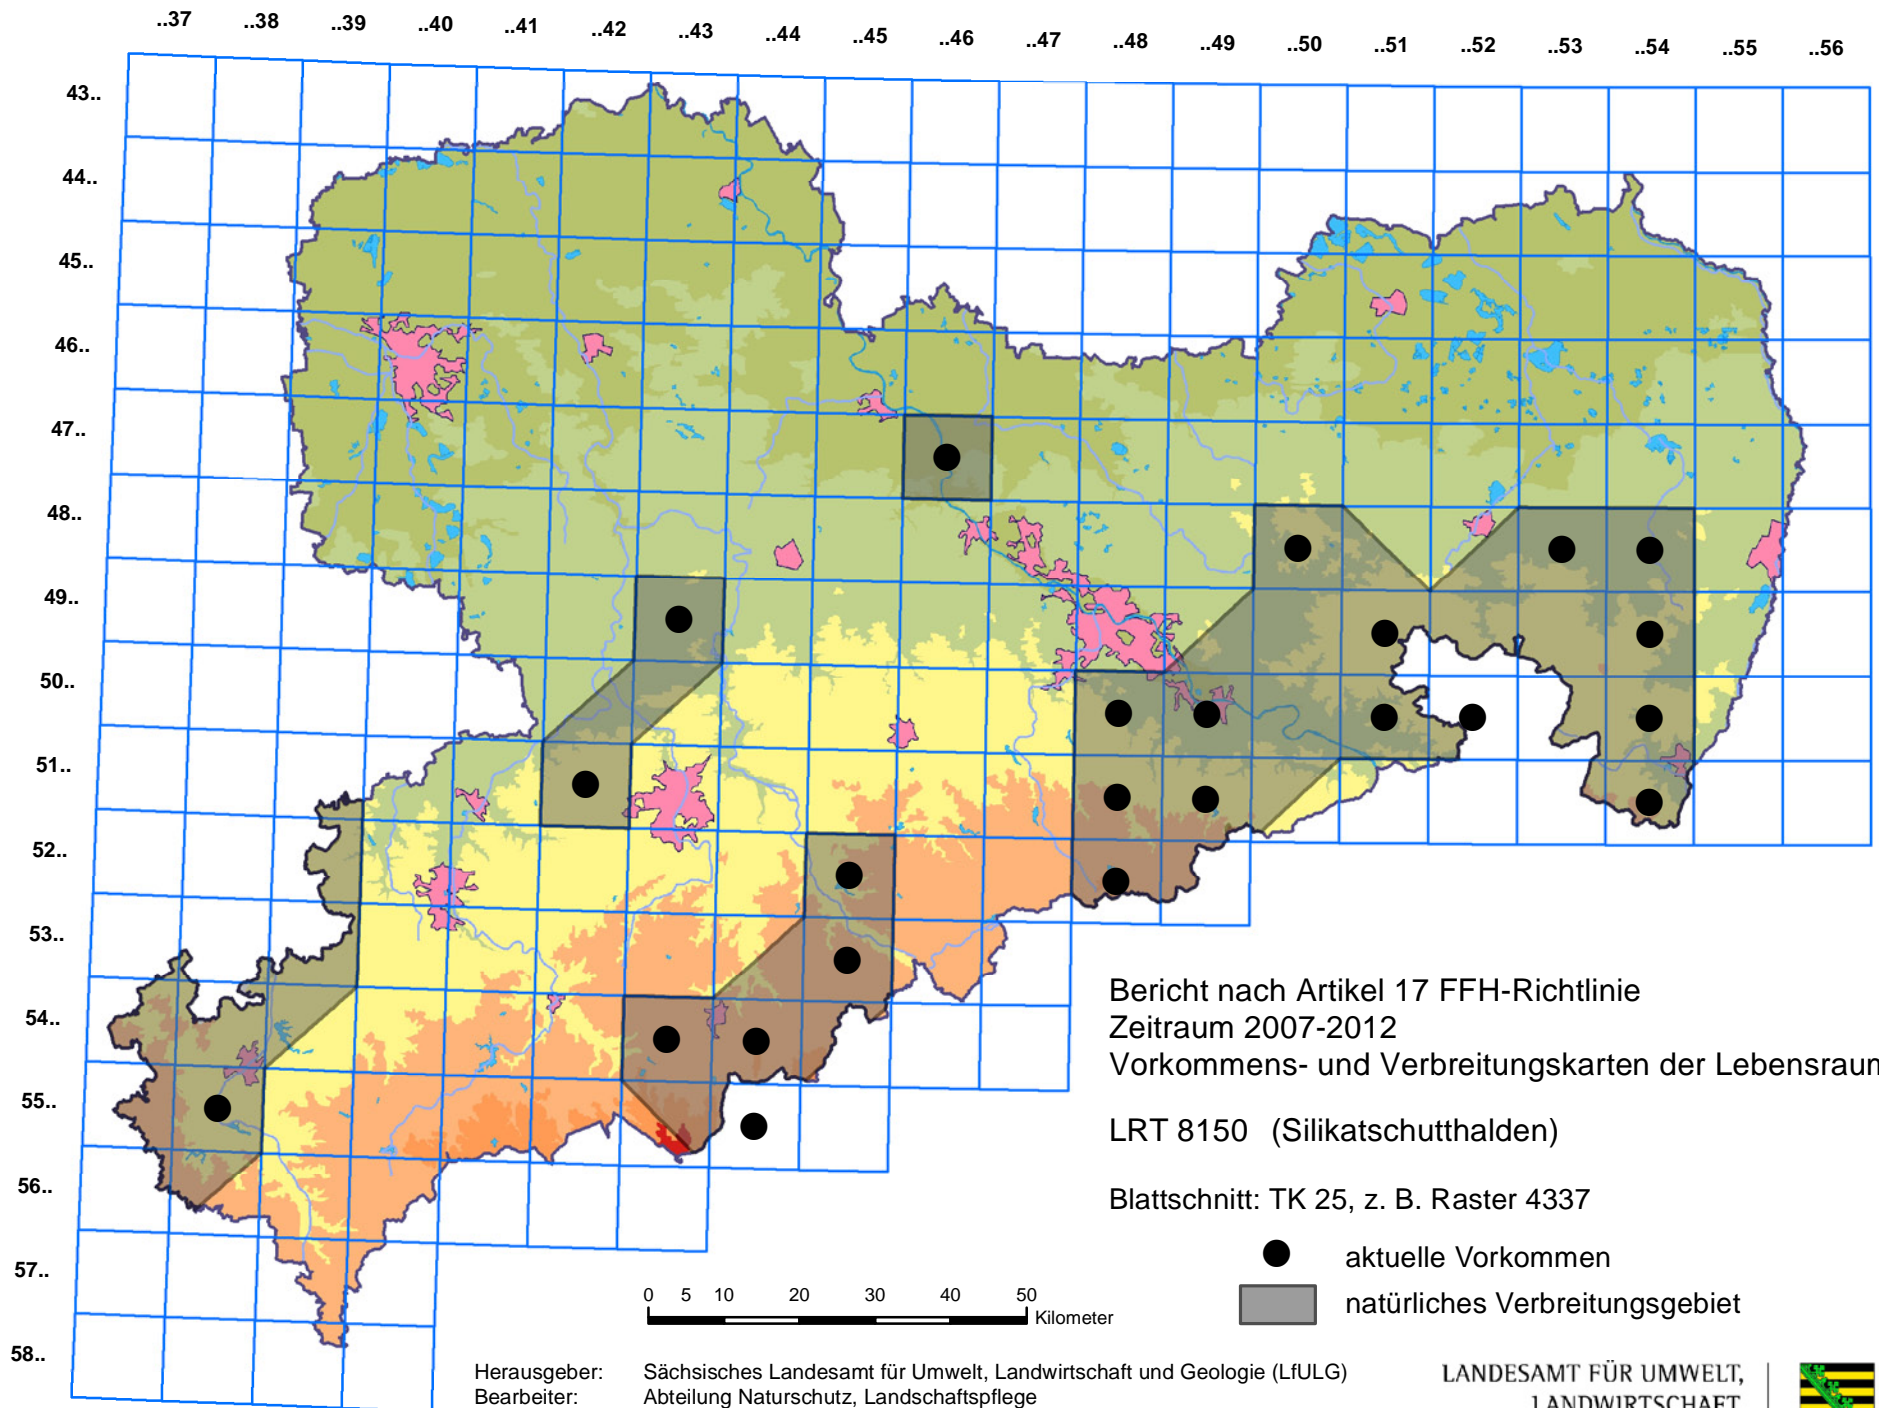 ..37 ..38 ..39 ..40 ..41 ..42 ..43 ..44 ..45 ..46 ..47 ..48 ..49 ..50 ..51 ..52 ..53 ..54 ..55 ..56
43..
44..
45..
46..
47..
48..
49..
50..
51..
52..
53..
54..
55..
56..
57..
58..
Bericht nach Artikel 17 FFH-Richtlinie
Zeitraum 2007-2012
Vorkommens- und Verbreitungskarten der Lebensraum
LRT 8150 (Silikatschutthalden)
Blattschnitt: TK 25, z. B. Raster 4337
aktuelle Vorkommen
natürliches Verbreitungsgebiet
0 5 10 20 30 40 50
Kilometer
Herausgeber: Sächsisches Landesamt für Umwelt, Landwirtschaft und Geologie (LfULG)
Bearbeiter: Abteilung Naturschutz, Landschaftspflege
LANDESAMT FÜR UMWELT,
LANDWIRTSCHAFT